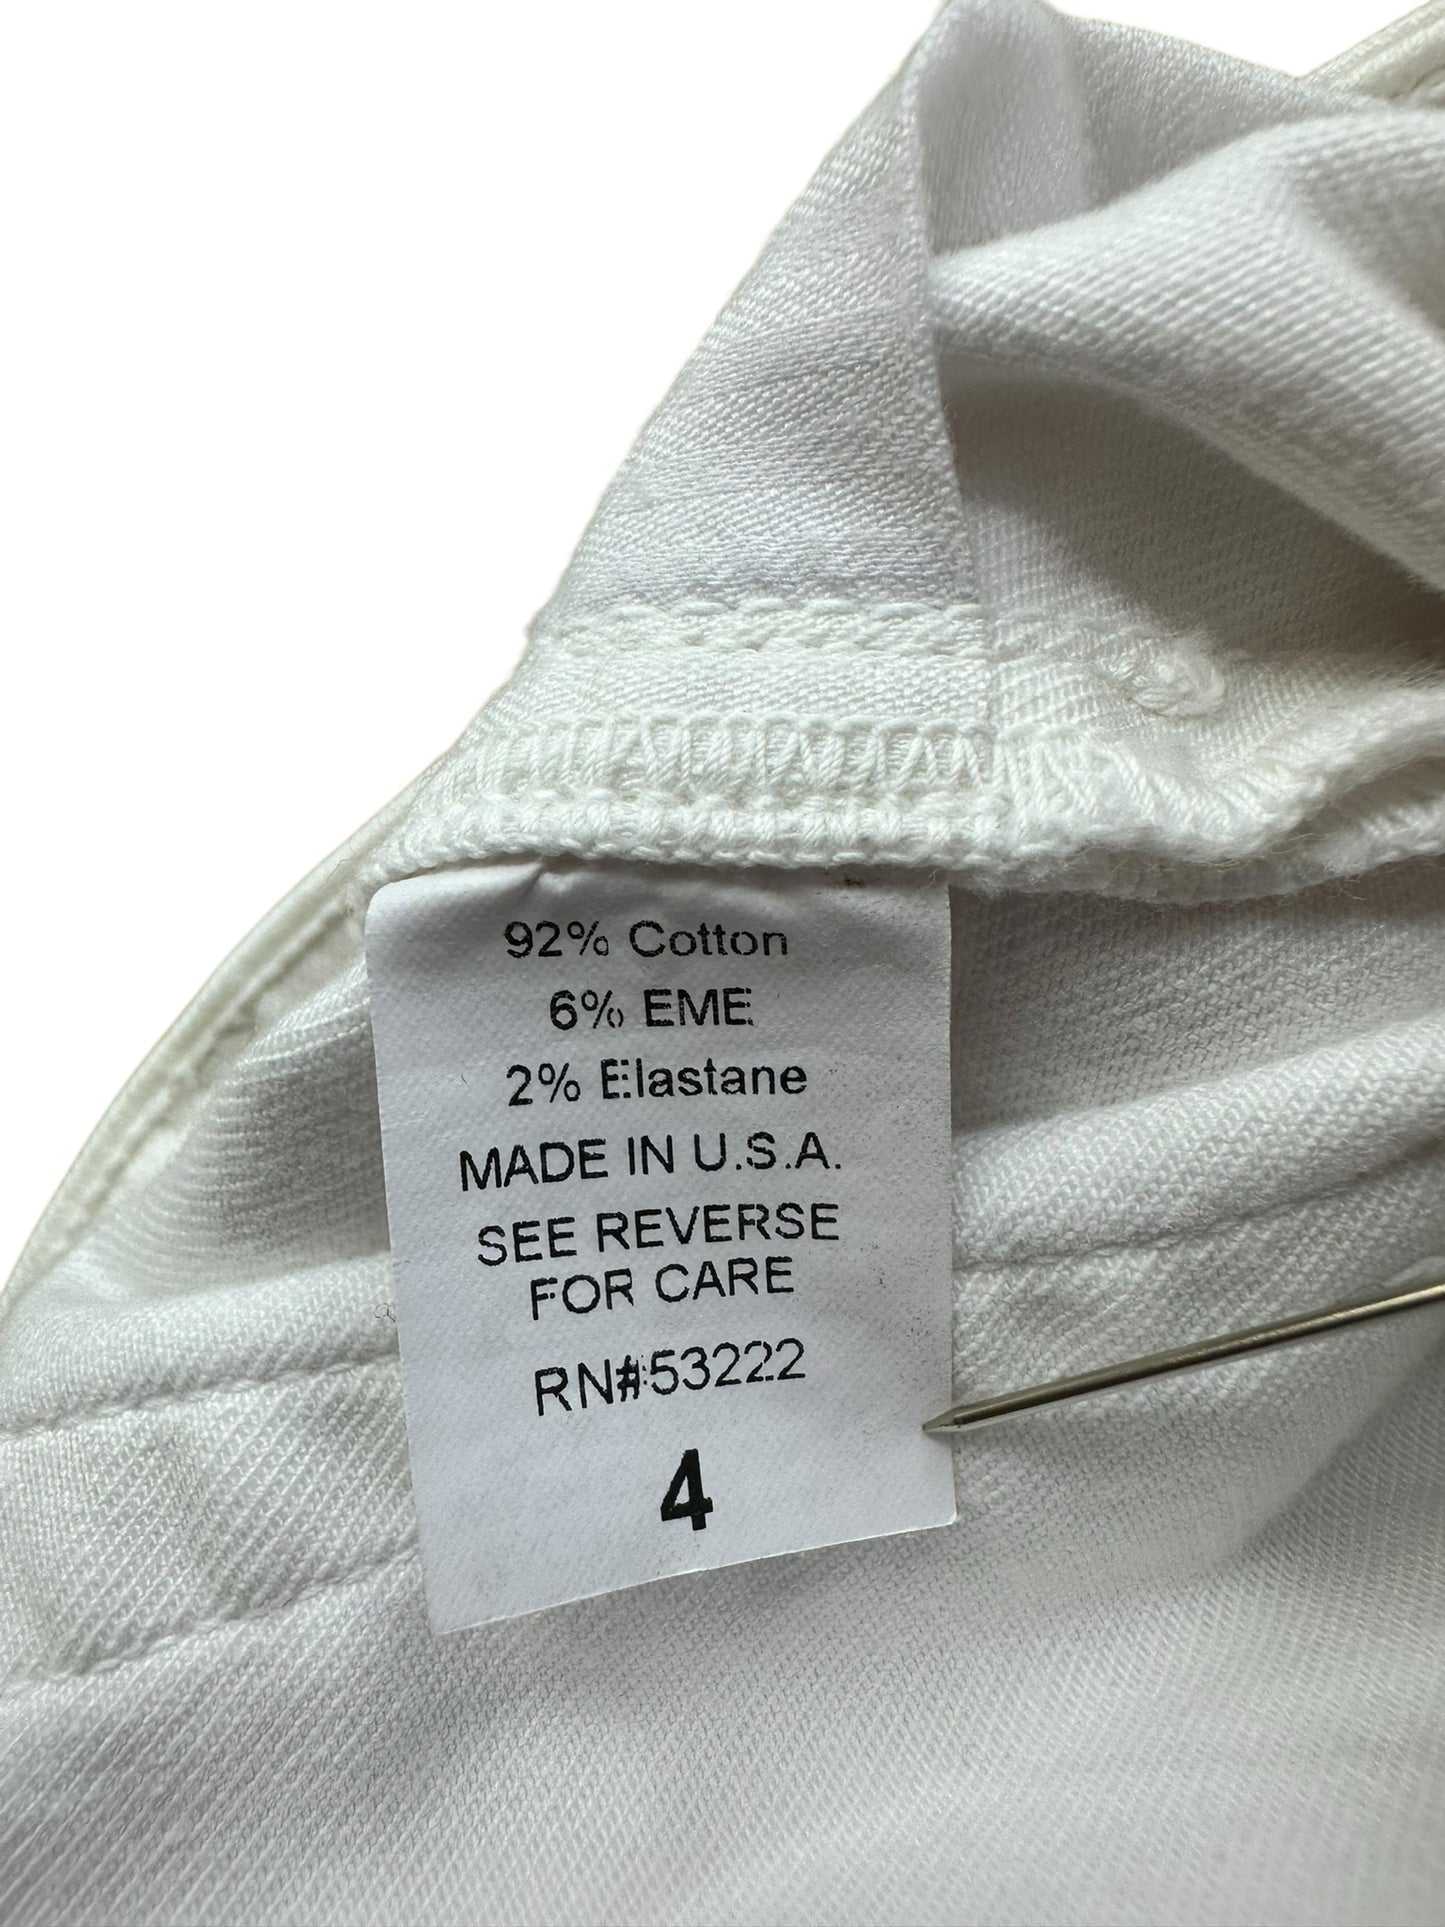 92% Cotton
6% EME
2% Elastane
MADE IN U.S.A.
SEE REVERSE
FOR CARE
RN#53222
4